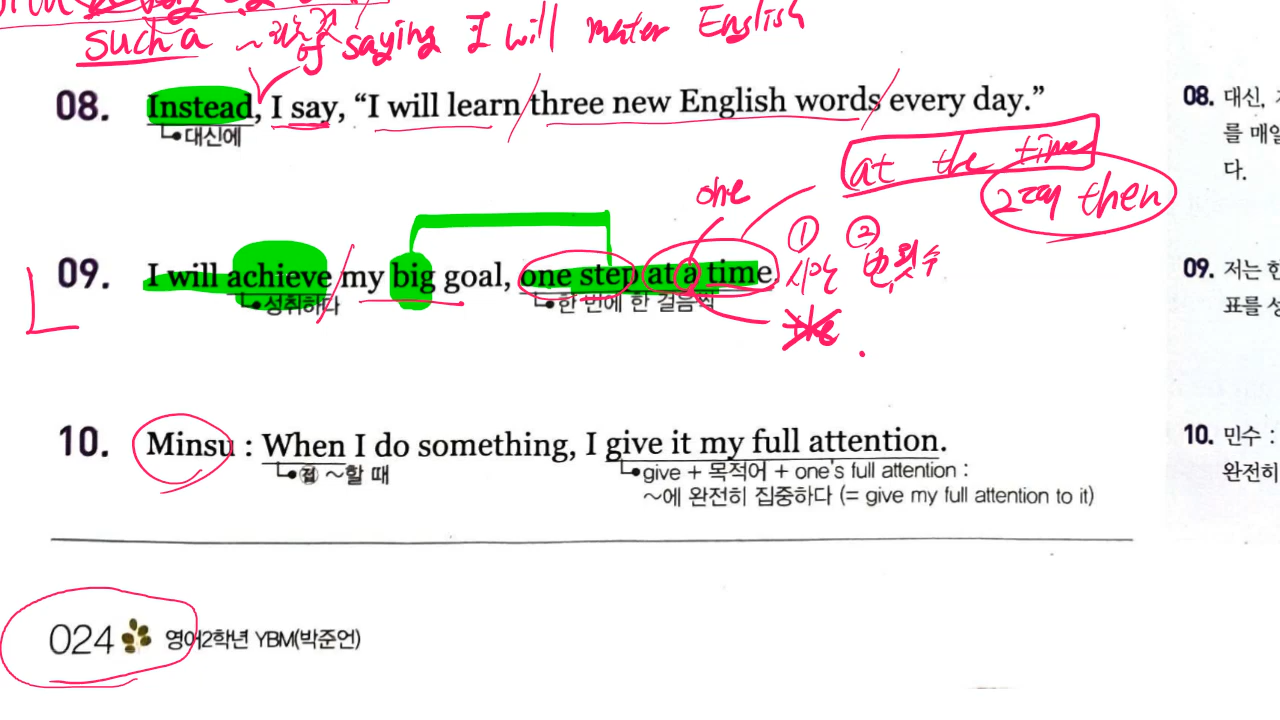 such a ~라는 것
of saying I will mater English
08. Instead, I say, “I will learn three new English words every day.”
대신에
at the time
then
one
① ②
09. I will achieve my big goal, one step at a time.
시간
성취하다 한 번에 한 걸음씩
10. Minsu : When I do something, I give it my full attention.
접 ~할 때
give + 목적어 + one's full attention :
~에 완전히 집중하다 (= give my full attention to it)
024 영어2학년 YBM(박준언)
08. 대신,
를 매일
다.
09. 저는 한
표를 성
10. 민수 :
완전히